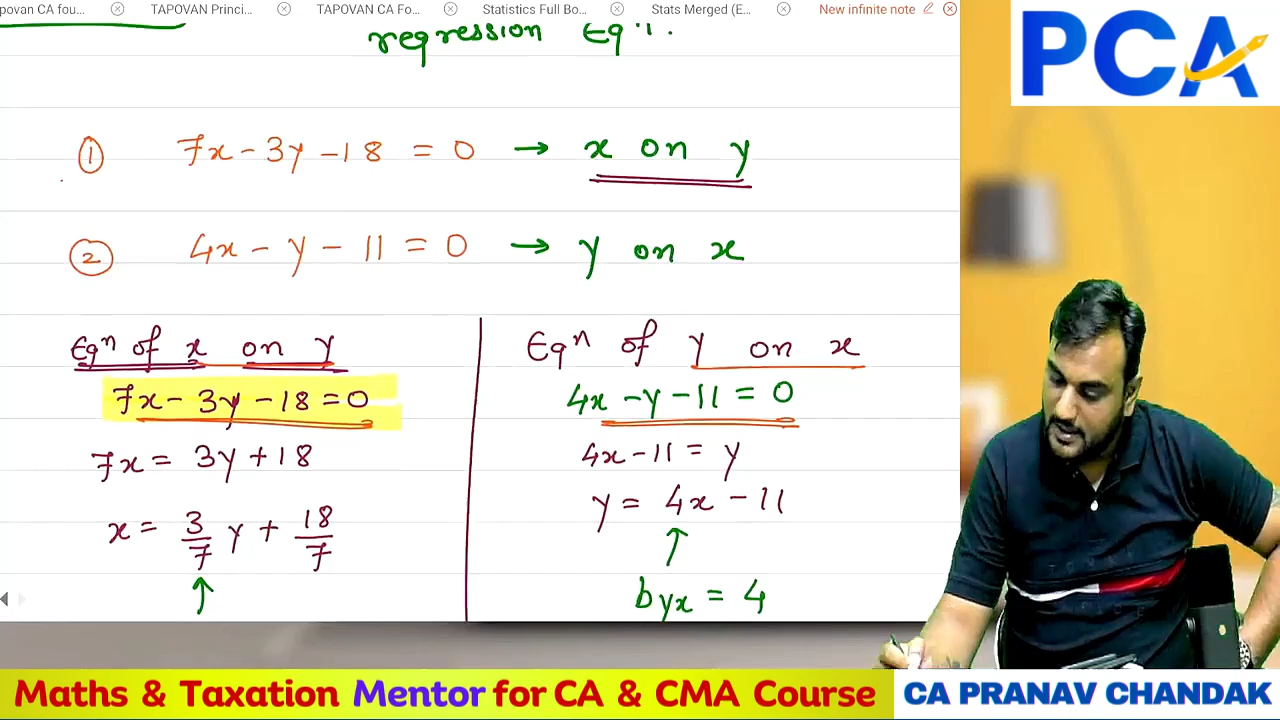 povan CA fou... TAPOVAN Princi... TAPOVAN CA Fo... Statistics Full Bo... Stats Merged (E... New infinite note
regression Eqⁿ.
PCA
① 7x - 3y - 18 = 0 → x on y
② 4x - y - 11 = 0 → y on x
Eqⁿ of x on y
7x - 3y - 18 = 0
7x = 3y + 18
x = 3/7 y + 18/7
↑
Eqⁿ of y on x
4x - y - 11 = 0
4x - 11 = y
y = 4x - 11
↑
byx = 4
Maths & Taxation Mentor for CA & CMA Course
CA PRANAV CHANDAK